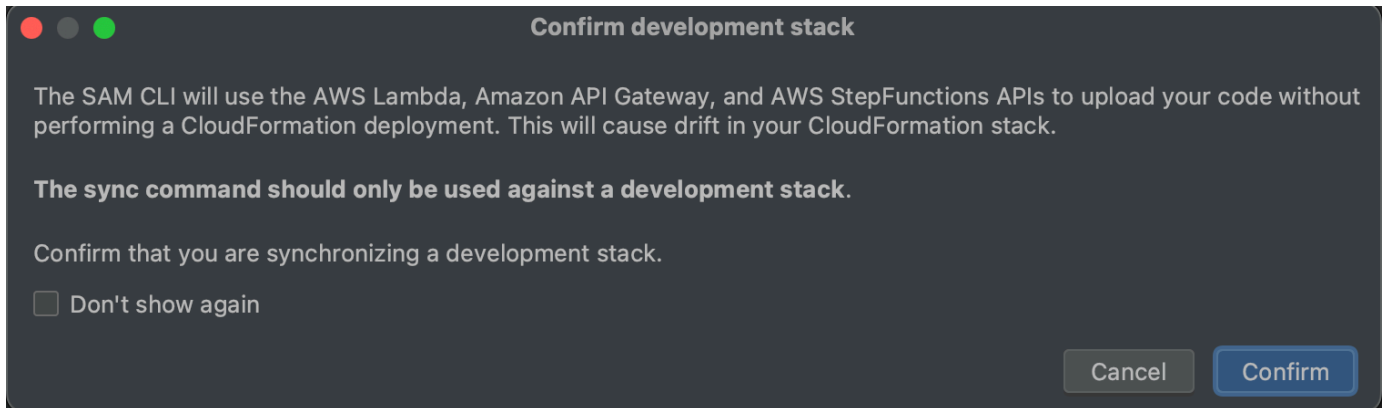 Confirm development stack
The SAM CLI will use the AWS Lambda, Amazon API Gateway, and AWS StepFunctions APIs to upload your code without
performing a CloudFormation deployment. This will cause drift in your CloudFormation stack.
The sync command should only be used against a development stack.
Confirm that you are synchronizing a development stack.
Don't show again
Cancel
Confirm